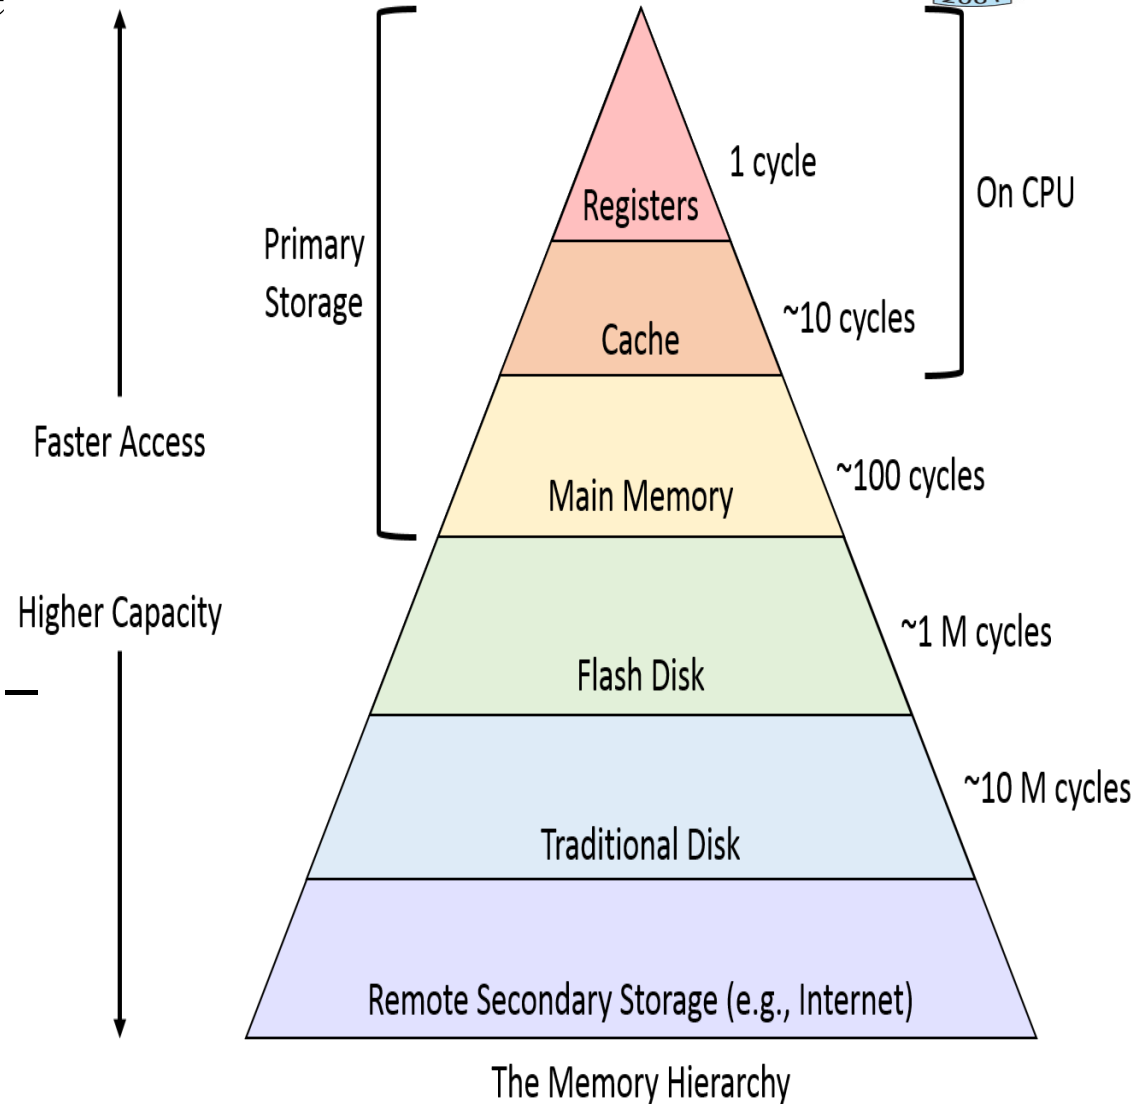 1 cycle
Registers
On CPU
Primary
Storage
~10 cycles
Cache
Faster Access
~100 cycles
Main Memory
Higher Capacity
~1 M cycles
Flash Disk
~10 M cycles
Traditional Disk
Remote Secondary Storage (e.g., Internet)
The Memory Hierarchy